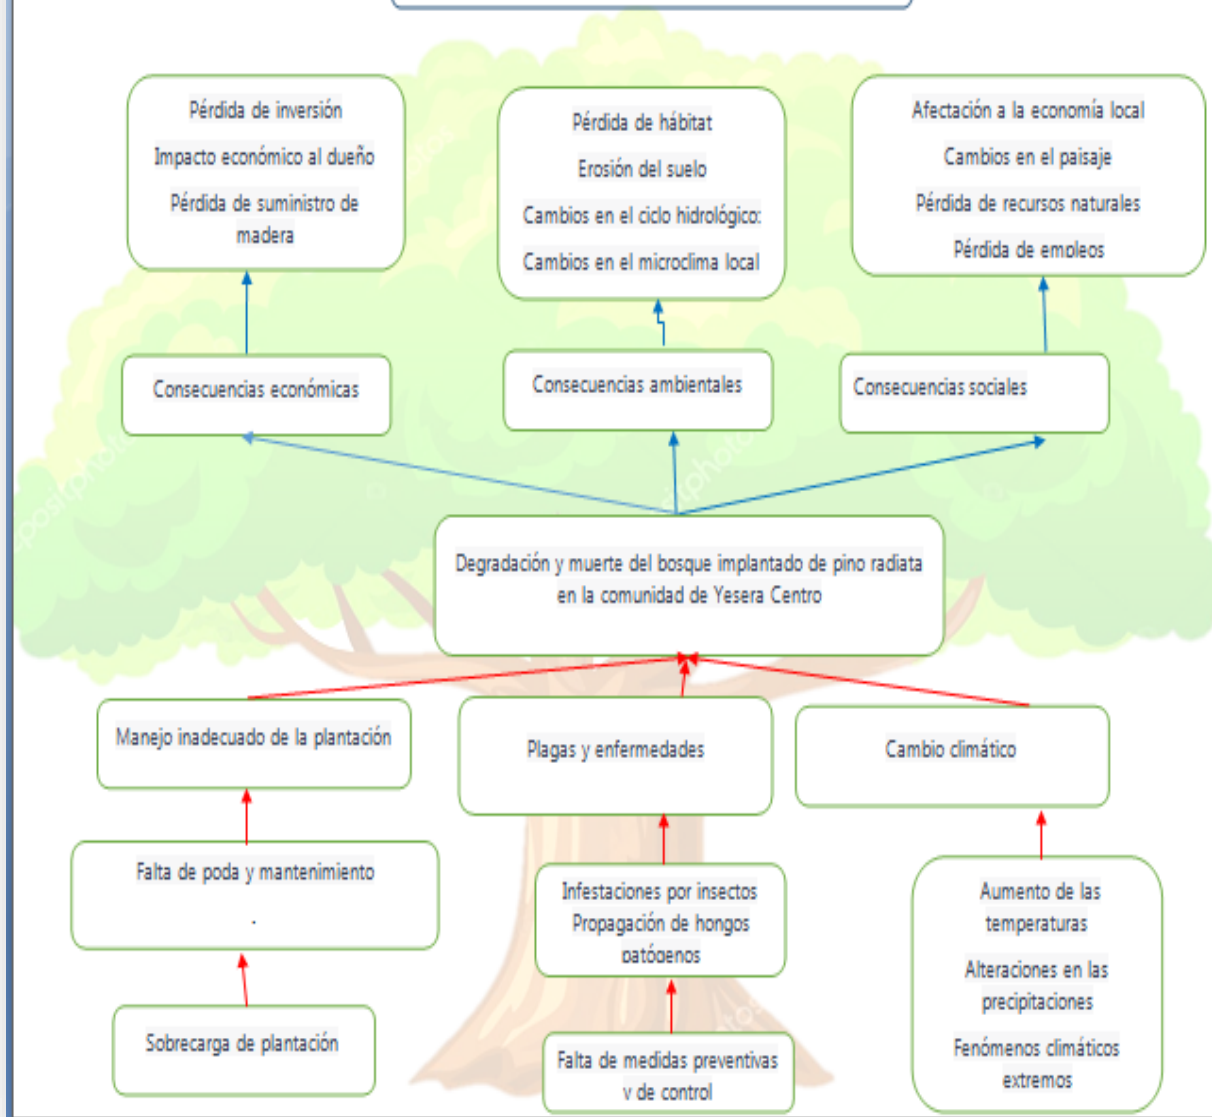 Pérdida de inversión
Impacto económico al dueño
Pérdida de suministro de
madera
Pérdida de hábitat
Erosión del suelo
Cambios en el ciclo hidrológico:
Cambios en el microclima local
Afectación a la economía local
Cambios en el paisaje
Pérdida de recursos naturales
Pérdida de empleos
Consecuencias económicas
Consecuencias ambientales
Consecuencias sociales
Degradación y muerte del bosque implantado de pino radiata
en la comunidad de Yesera Centro
Manejo inadecuado de la plantación
Plagas y enfermedades
Cambio climático
Falta de poda y mantenimiento
.
Infestaciones por insectos
Propagación de hongos
patógenos
Aumento de las
temperaturas
Alteraciones en las
precipitaciones
Fenómenos climáticos
extremos
Sobrecarga de plantación
Falta de medidas preventivas
y de control